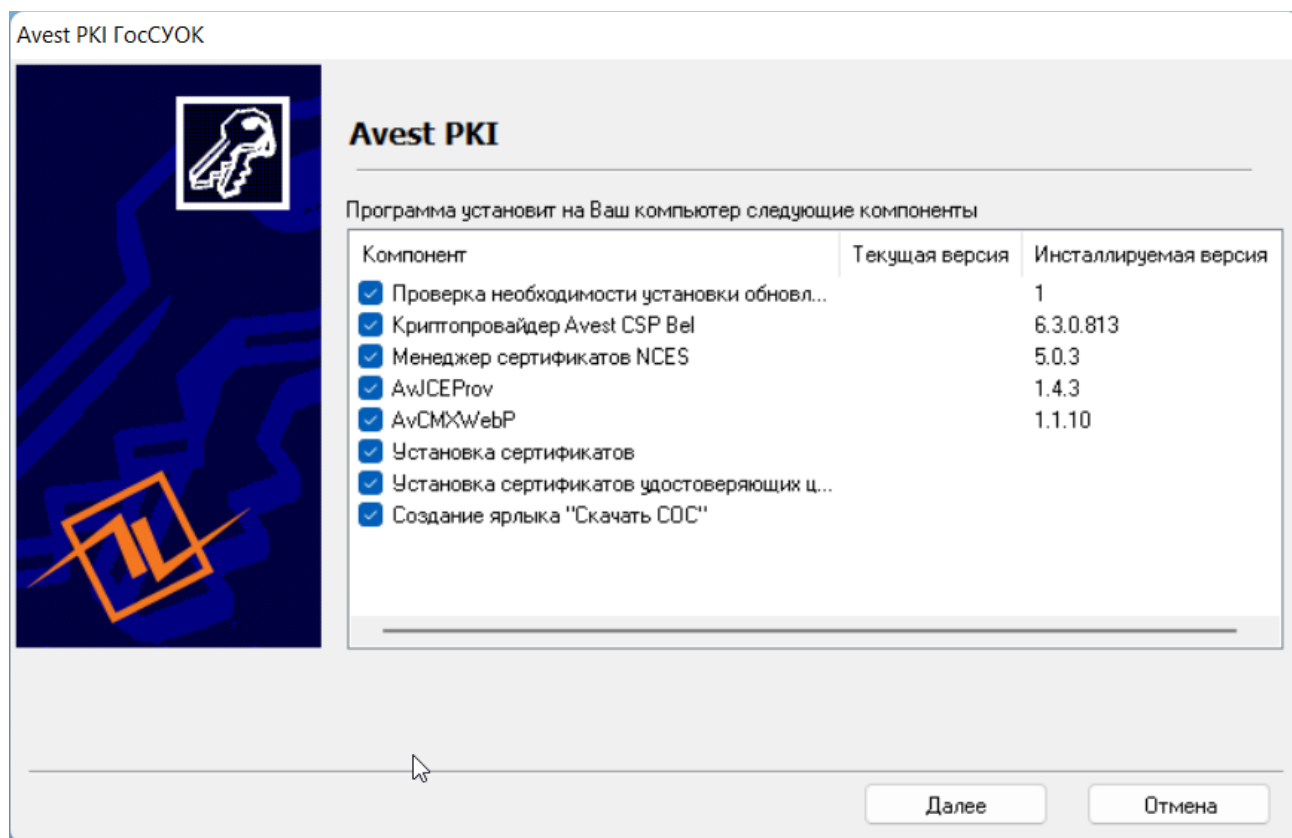 Avest PKI ГосСУОК
Avest PKI
Программа установит на Ваш компьютер следующие компоненты
Компонент Текущая версия Инсталлируемая версия
Проверка необходимости установки обновл... 1
Криптопровайдер Avest CSP Bel 6.3.0.813
Менеджер сертификатов NCES 5.0.3
AvJCEProv 1.4.3
AvCMXWebP 1.1.10
Установка сертификатов
Установка сертификатов удостоверяющих ц...
Создание ярлыка "Скачать СОС"
Далее Отмена